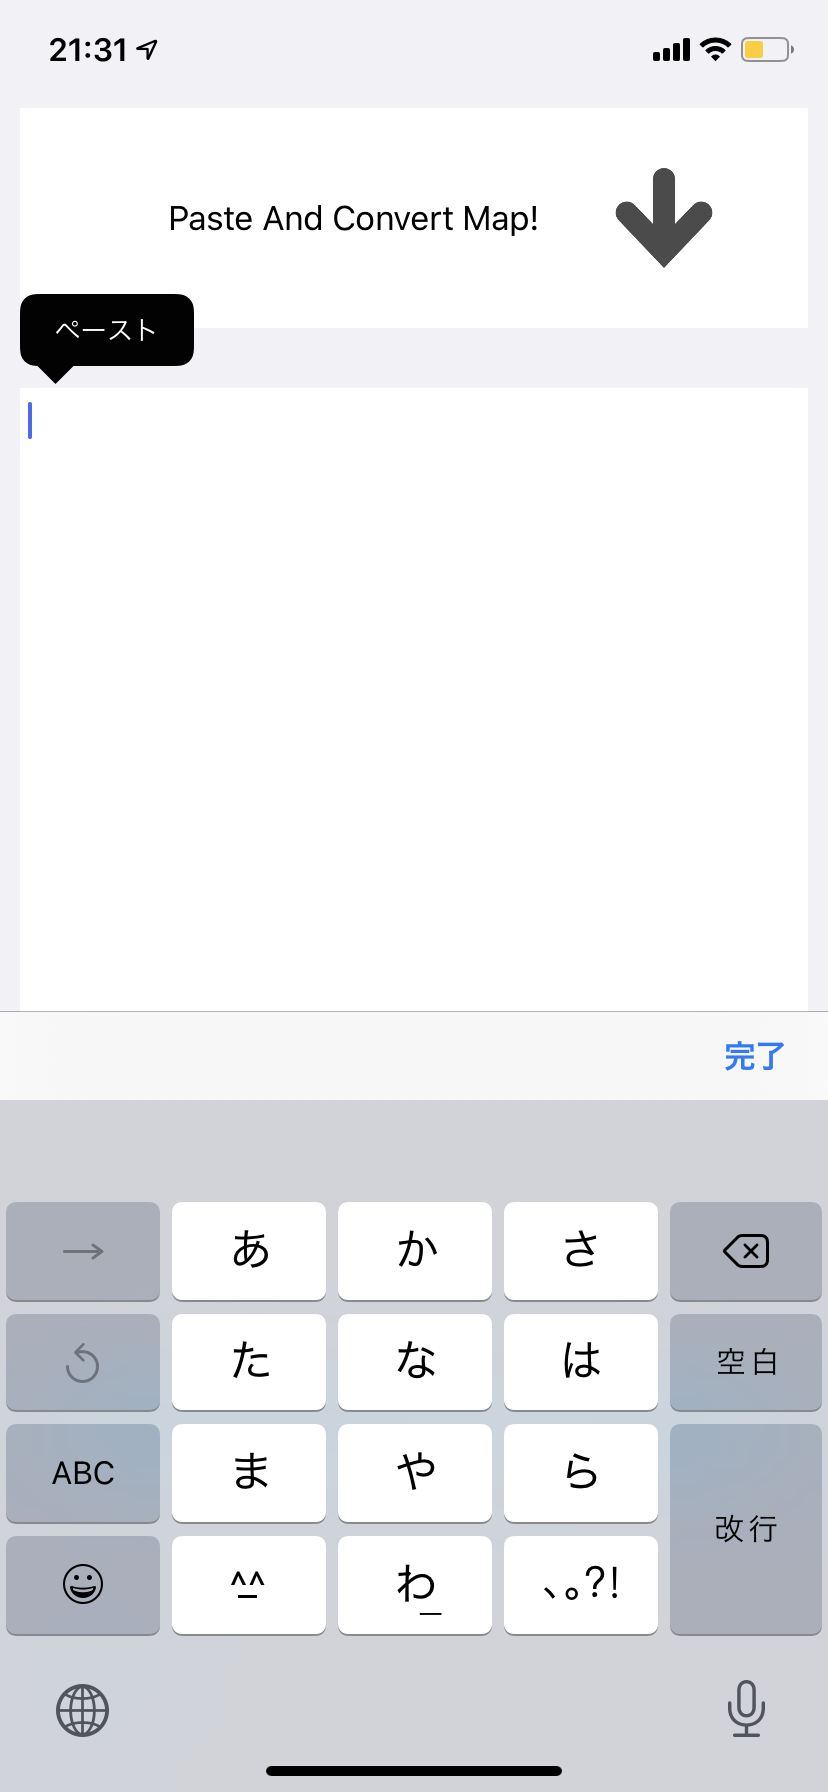 21:31
Paste And Convert Map!
ペースト
完了
→ あ か さ
た な は 空白
ABC ま や ら
^_^ わ_ 、。?! 改行